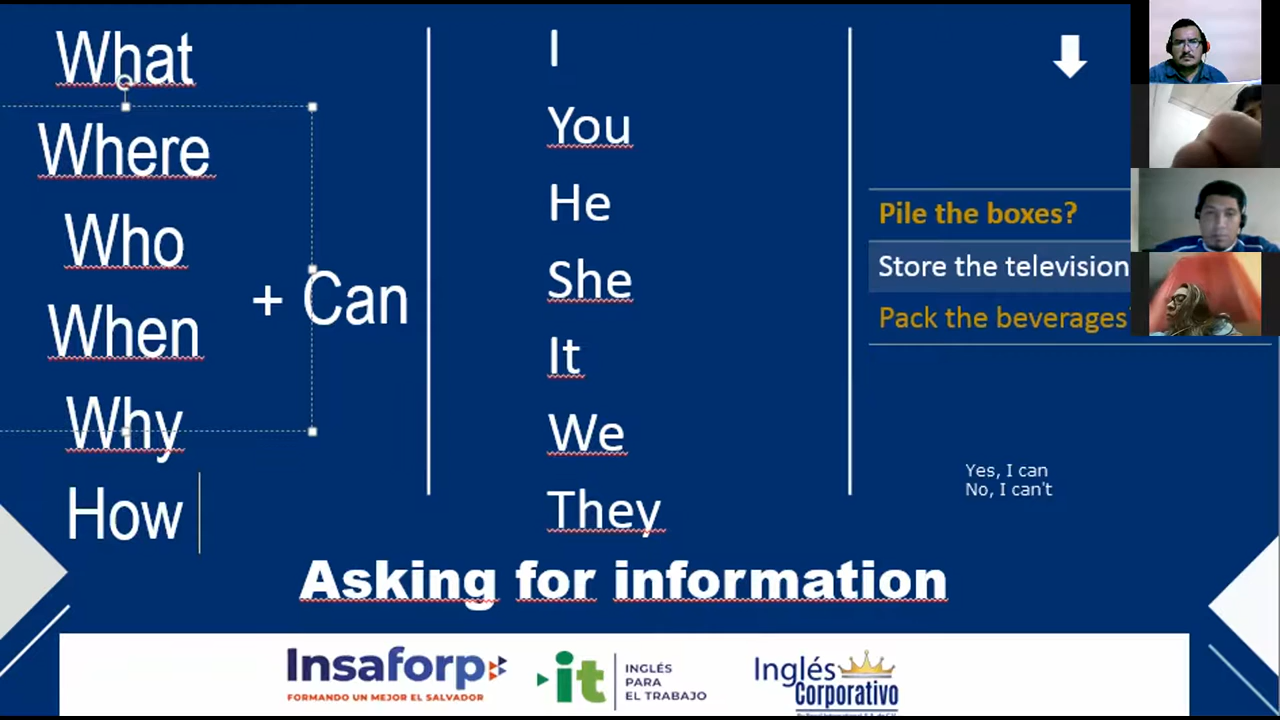 What
Where
Who
When
Why
How
+ Can
I
You
He
She
It
We
They
Pile the boxes?
Store the television
Pack the beverages
Yes, I can
No, I can't
Asking for information
Insaforp
FORMANDO UN MEJOR EL SALVADOR
it
INGLÉS
PARA
EL TRABAJO
Inglés
Corporativo